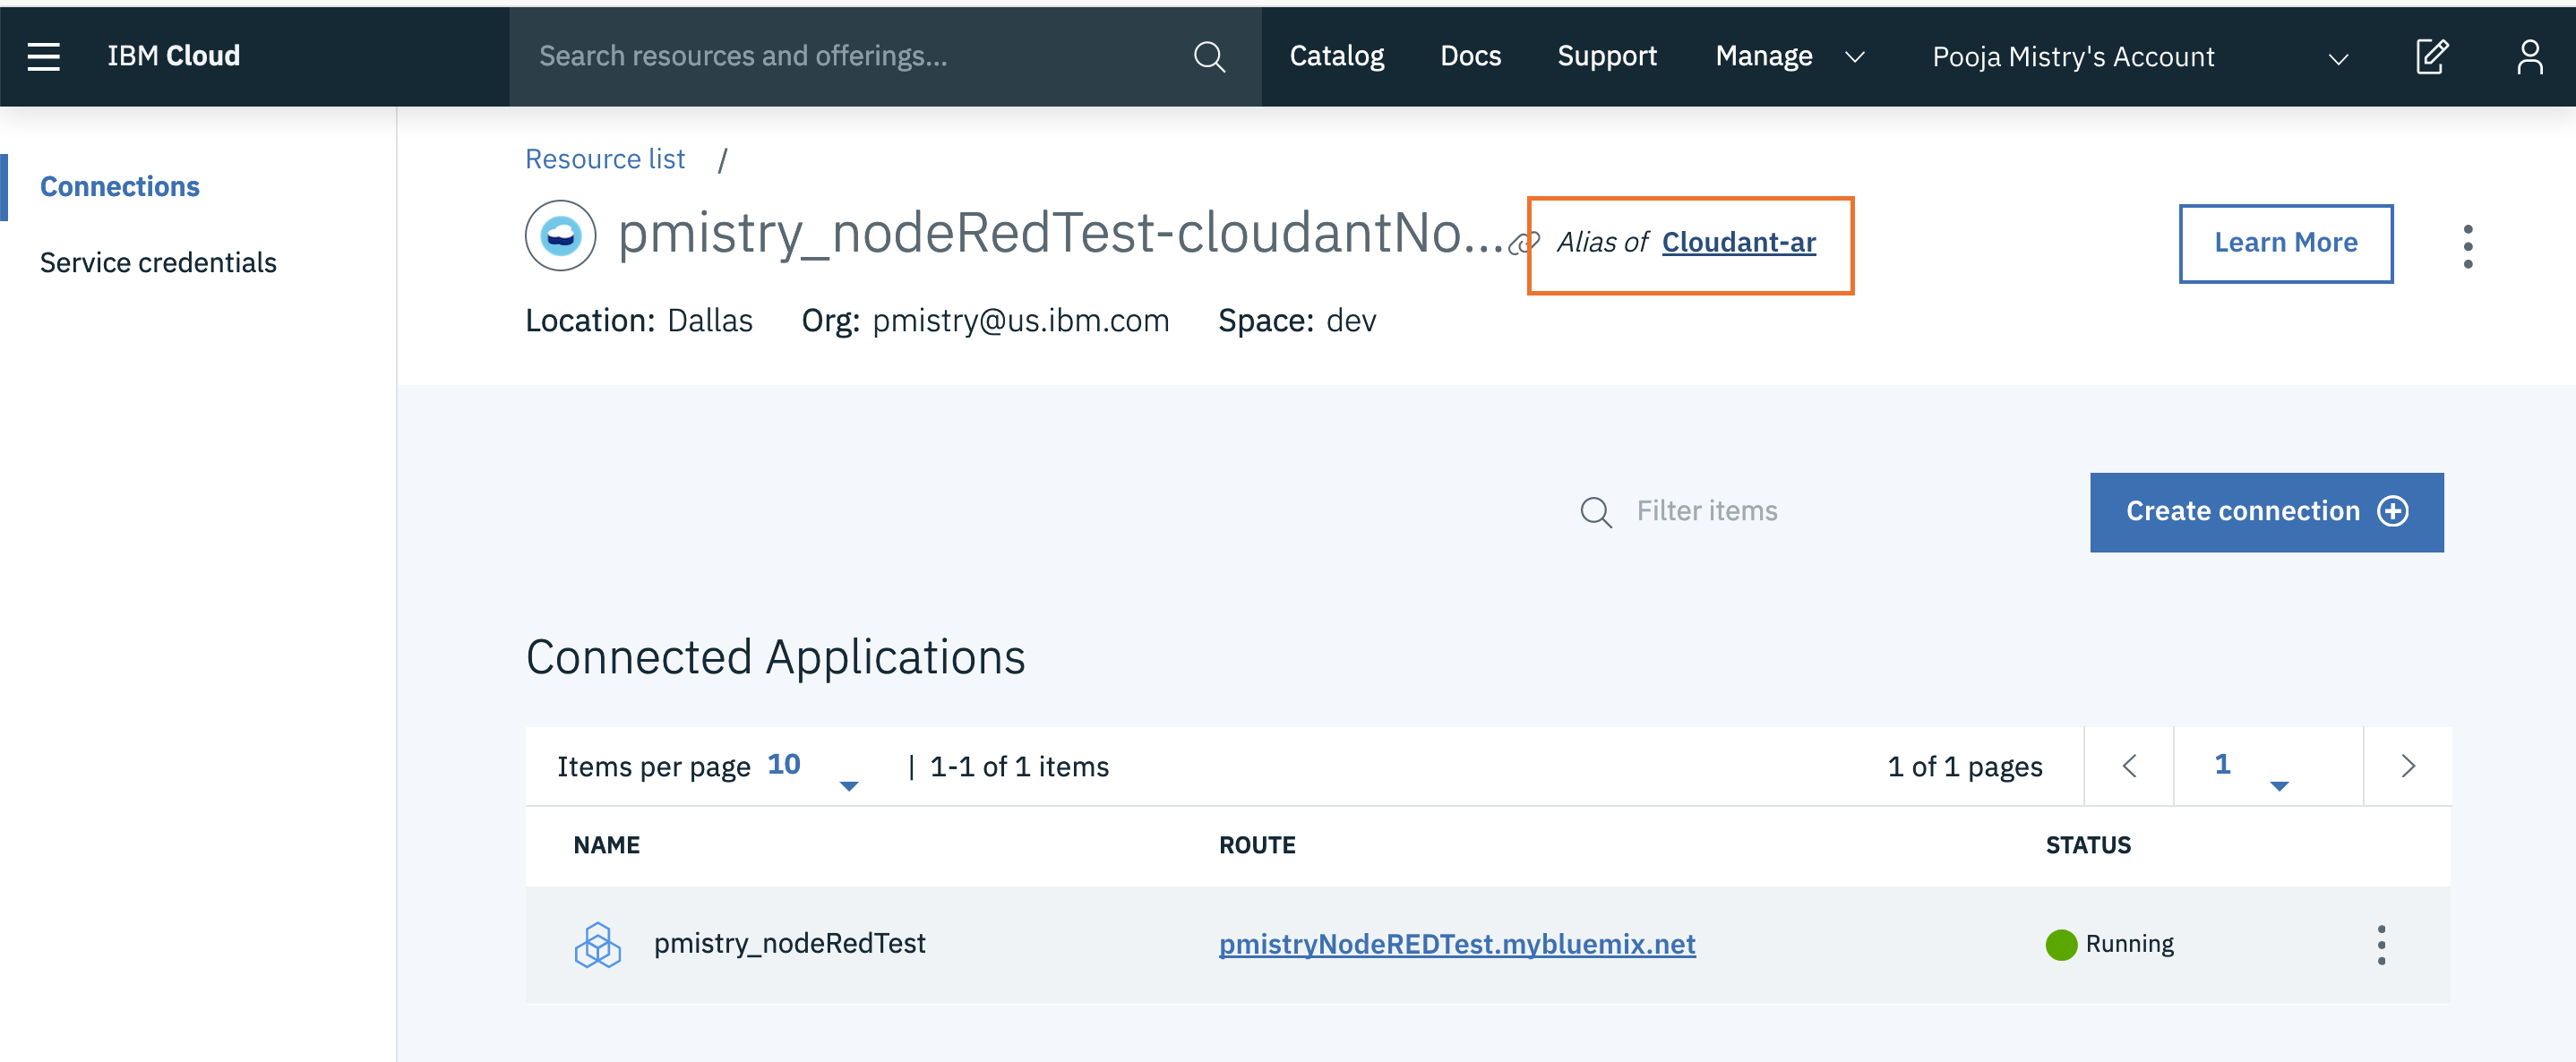 IBM Cloud Search resources and offerings... Catalog Docs Support Manage Pooja Mistry's Account
Connections
Service credentials
Resource list /
pmistry_nodeRedTest-cloudantNo... Alias of Cloudant-ar Learn More
Location: Dallas Org: pmistry@us.ibm.com Space: dev
Filter items Create connection
Connected Applications
Items per page 10 | 1-1 of 1 items 1 of 1 pages 1
NAME ROUTE STATUS
pmistry_nodeRedTest pmistryNodeREDTest.mybluemix.net Running